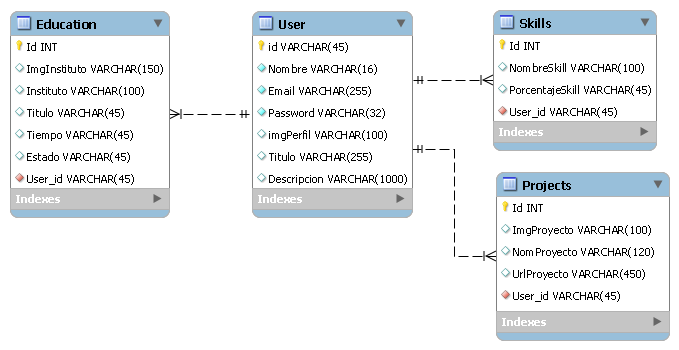 Education
Id INT
ImgInstituto VARCHAR(150)
Instituto VARCHAR(100)
Titulo VARCHAR(45)
Tiempo VARCHAR(45)
Estado VARCHAR(45)
User_id VARCHAR(45)
Indexes
User
id VARCHAR(45)
Nombre VARCHAR(16)
Email VARCHAR(255)
Password VARCHAR(32)
imgPerfil VARCHAR(100)
Titulo VARCHAR(255)
Descripcion VARCHAR(1000)
Indexes
Skills
Id INT
NombreSkill VARCHAR(100)
PorcentajeSkill VARCHAR(45)
User_id VARCHAR(45)
Indexes
Projects
Id INT
ImgProyecto VARCHAR(100)
NomProyecto VARCHAR(120)
UrlProyecto VARCHAR(450)
User_id VARCHAR(45)
Indexes